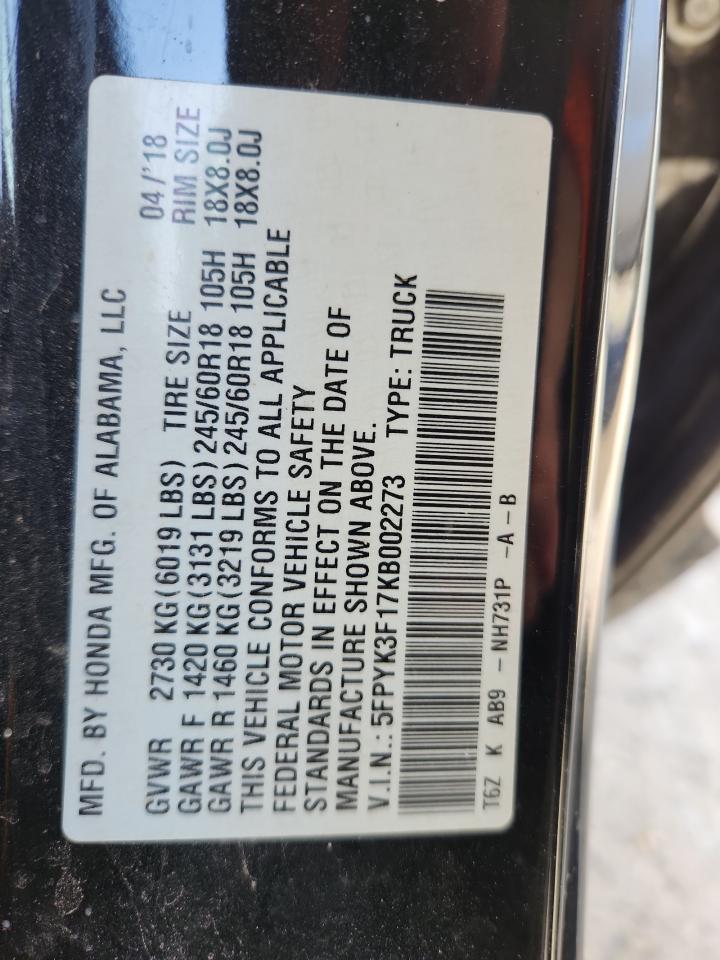 MFD. BY HONDA MFG. OF ALABAMA, LLC 04/'18
GVWR 2730 KG(6019 LBS) TIRE SIZE RIM SIZE
GAWR F 1420 KG(3131 LBS) 245/60R18 105H 18X8.0J
GAWR R 1460 KG(3219 LBS) 245/60R18 105H 18X8.0J
THIS VEHICLE CONFORMS TO ALL APPLICABLE
FEDERAL MOTOR VEHICLE SAFETY
STANDARDS IN EFFECT ON THE DATE OF
MANUFACTURE SHOWN ABOVE.
V.I.N.: 5FPYK3F17KB002273 TYPE: TRUCK
T6Z K AB9 - NH731P -A-B